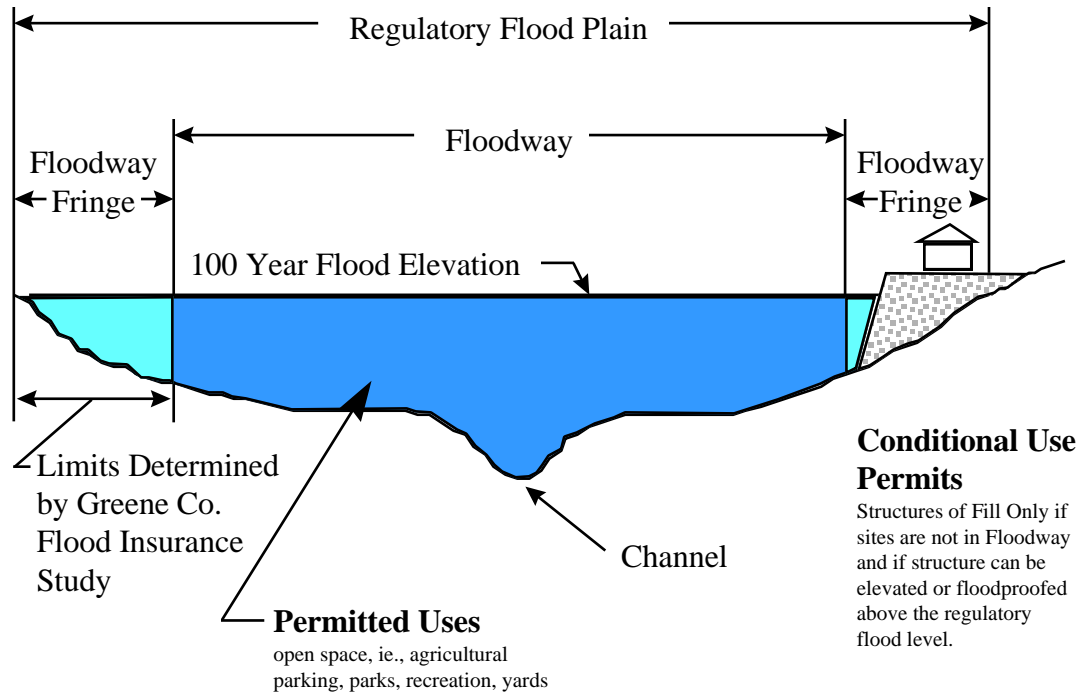 Regulatory Flood Plain
Floodway
Floodway
Fringe
Floodway
Fringe
100 Year Flood Elevation
Limits Determined
by Greene Co.
Flood Insurance
Study
Channel
Conditional Use
Permits
Structures of Fill Only if
sites are not in Floodway
and if structure can be
elevated or floodproofed
above the regulatory
flood level.
Permitted Uses
open space, ie., agricultural
parking, parks, recreation, yards